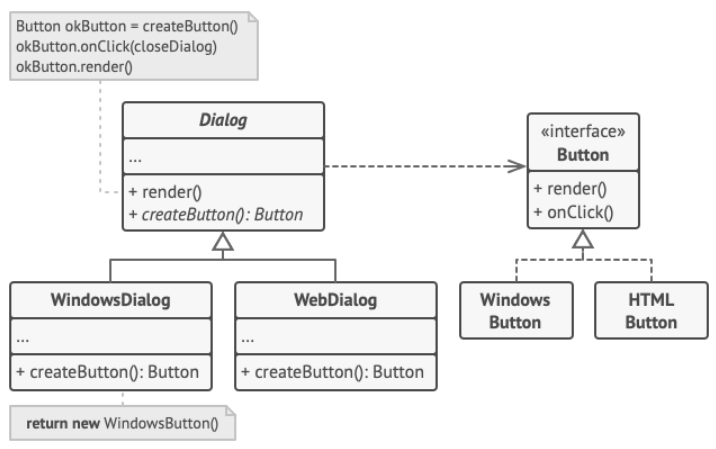 Button okButton = createButton()
okButton.onClick(closeDialog)
okButton.render()
Dialog
...
+ render()
+ createButton(): Button
«interface»
Button
+ render()
+ onClick()
WindowsDialog
...
+ createButton(): Button
WebDialog
...
+ createButton(): Button
Windows
Button
HTML
Button
return new WindowsButton()